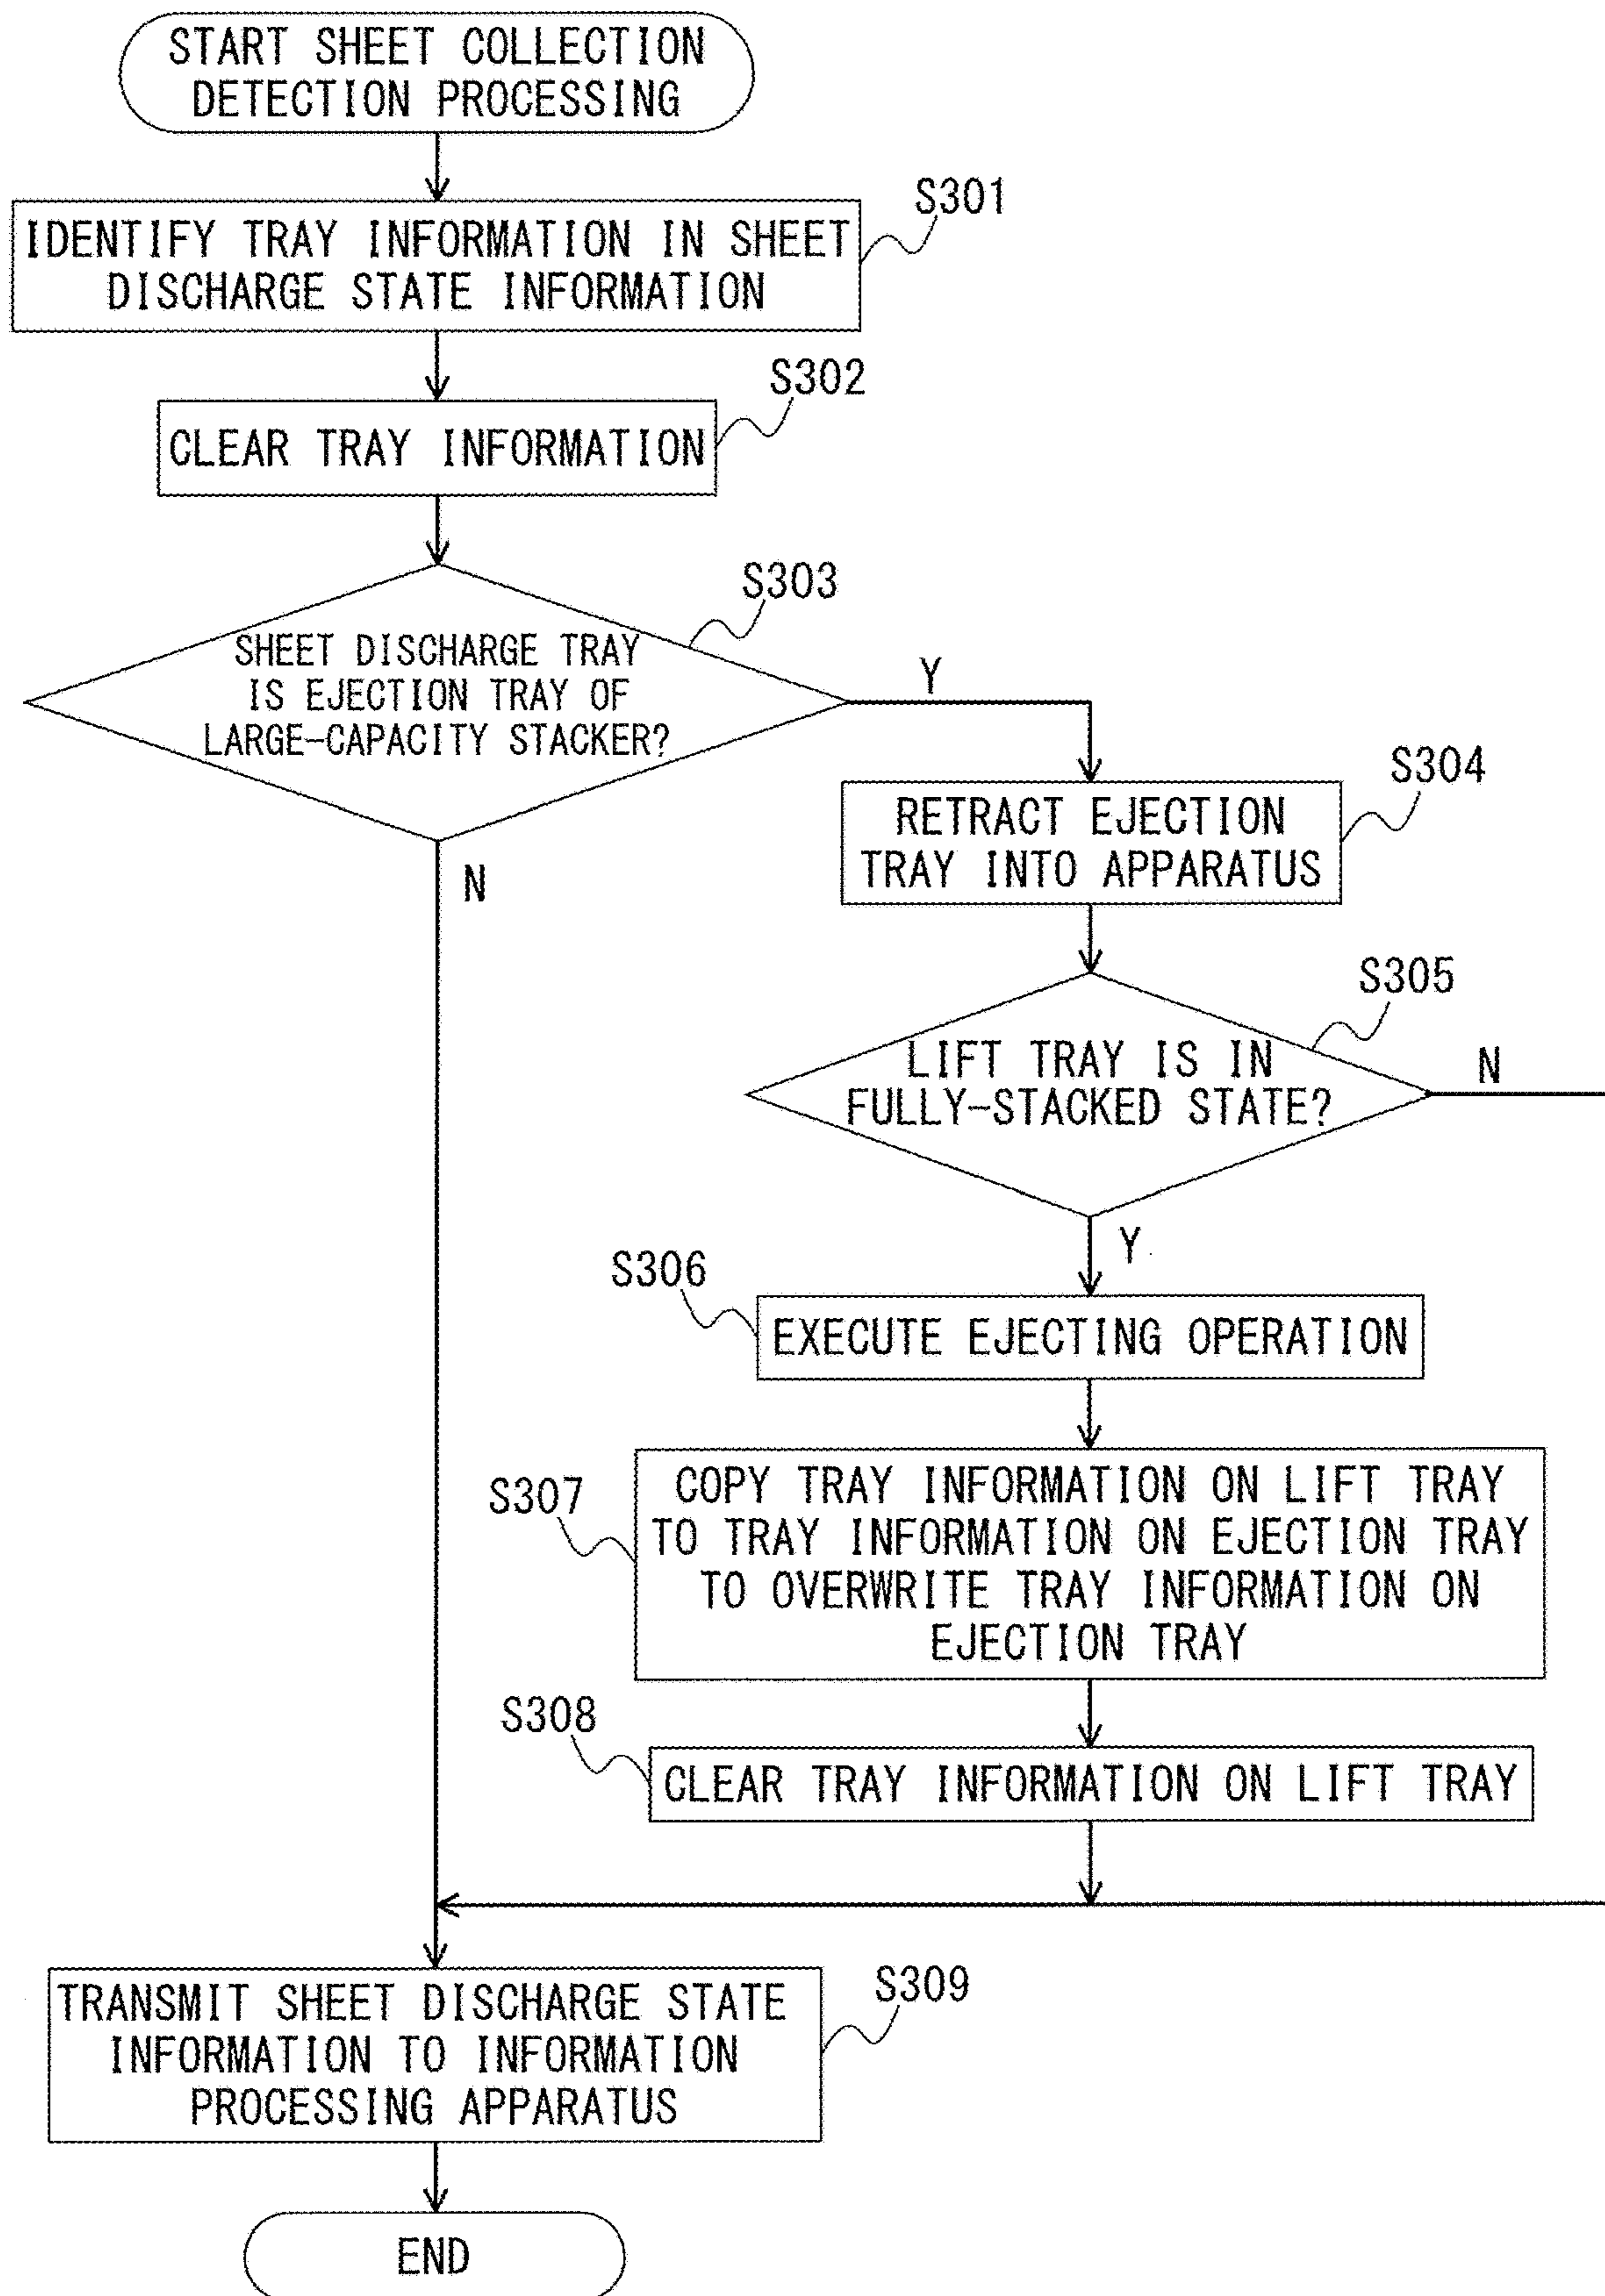 START SHEET COLLECTION
DETECTION PROCESSING
S301
IDENTIFY TRAY INFORMATION IN SHEET
DISCHARGE STATE INFORMATION
S302
CLEAR TRAY INFORMATION
S303
SHEET DISCHARGE TRAY
IS EJECTION TRAY OF
LARGE-CAPACITY STACKER?
Y
N
S304
RETRACT EJECTION
TRAY INTO APPARATUS
S305
LIFT TRAY IS IN
FULLY-STACKED STATE?
N
Y
S306
EXECUTE EJECTING OPERATION
S307
COPY TRAY INFORMATION ON LIFT TRAY
TO TRAY INFORMATION ON EJECTION TRAY
TO OVERWRITE TRAY INFORMATION ON
EJECTION TRAY
S308
CLEAR TRAY INFORMATION ON LIFT TRAY
S309
TRANSMIT SHEET DISCHARGE STATE
INFORMATION TO INFORMATION
PROCESSING APPARATUS
END